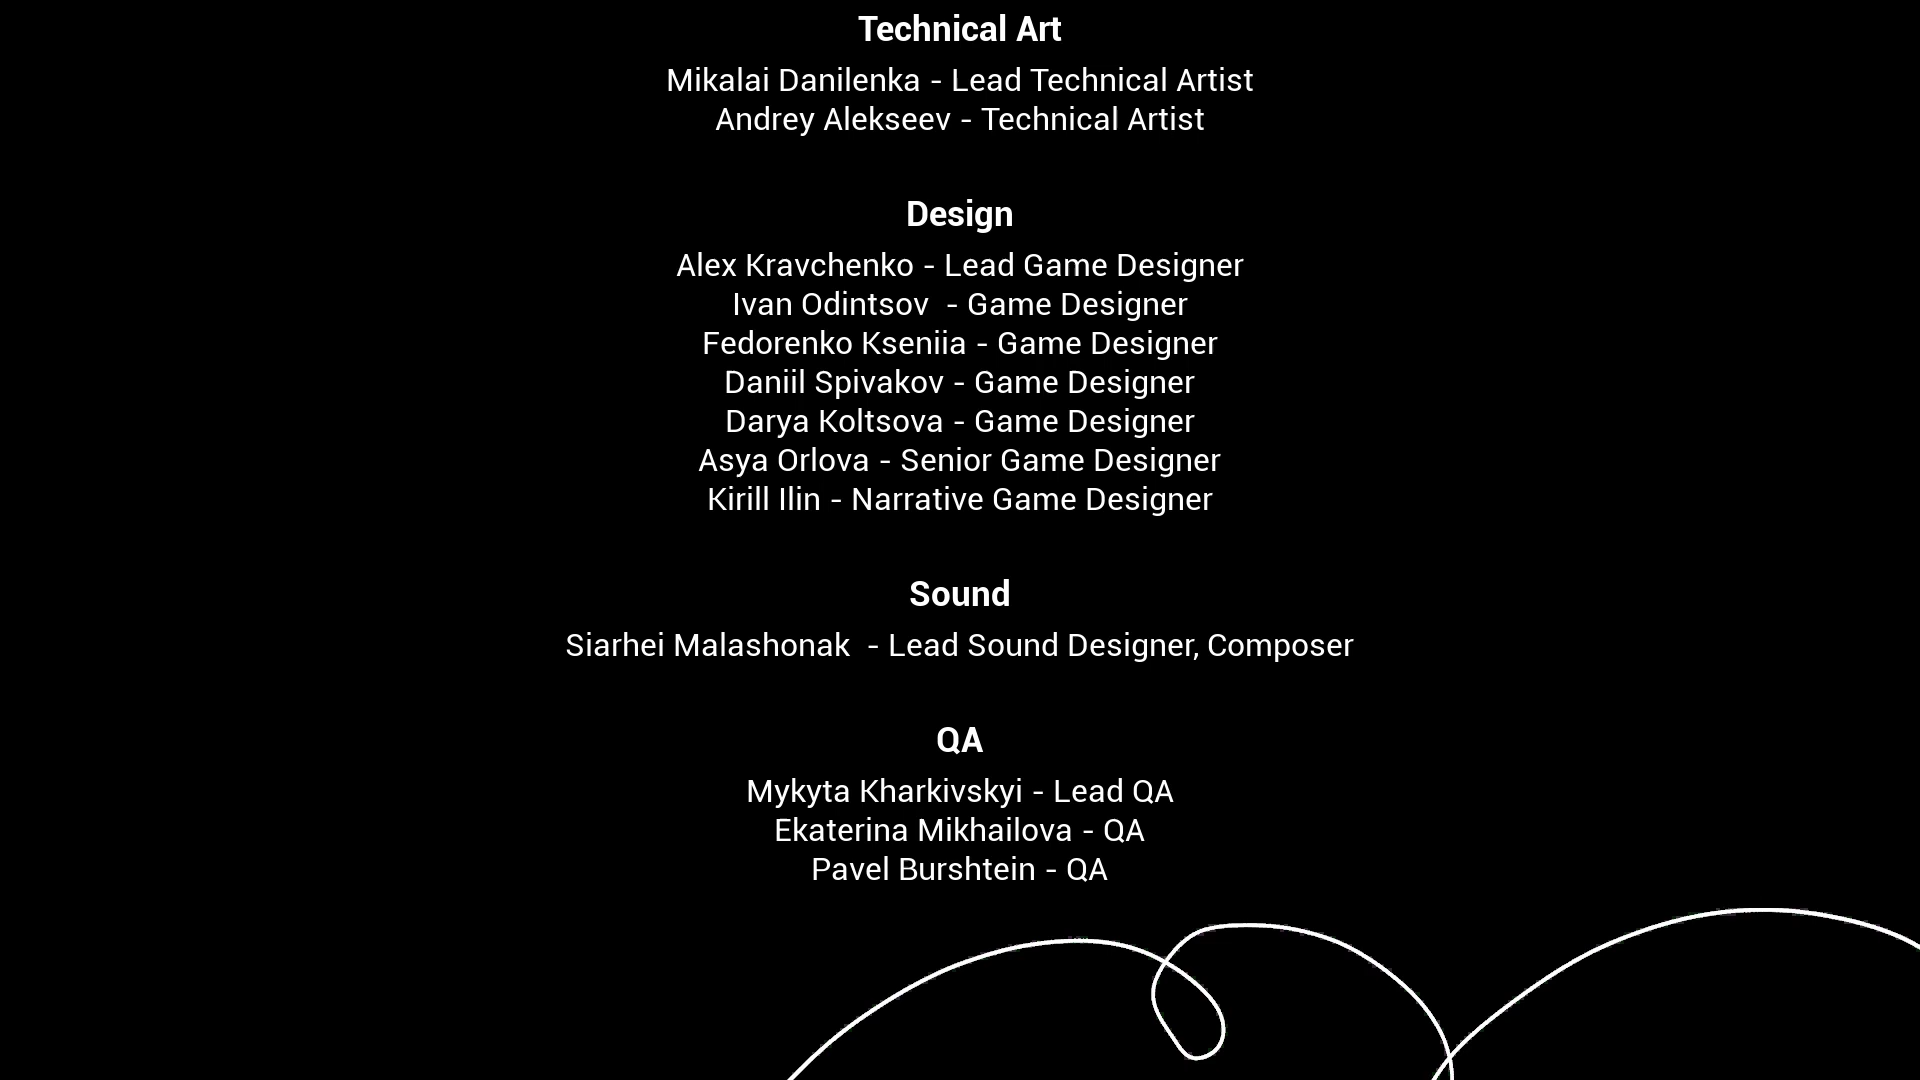 Technical Art
Mikalai Danilenka - Lead Technical Artist
Andrey Alekseev - Technical Artist
Design
Alex Kravchenko - Lead Game Designer
Ivan Odintsov  - Game Designer
Fedorenko Kseniia - Game Designer
Daniil Spivakov - Game Designer
Darya Koltsova - Game Designer
Asya Orlova - Senior Game Designer
Kirill Ilin - Narrative Game Designer
Sound
Siarhei Malashonak  - Lead Sound Designer, Composer
QA
Mykyta Kharkivskyi - Lead QA
Ekaterina Mikhailova - QA
Pavel Burshtein - QA